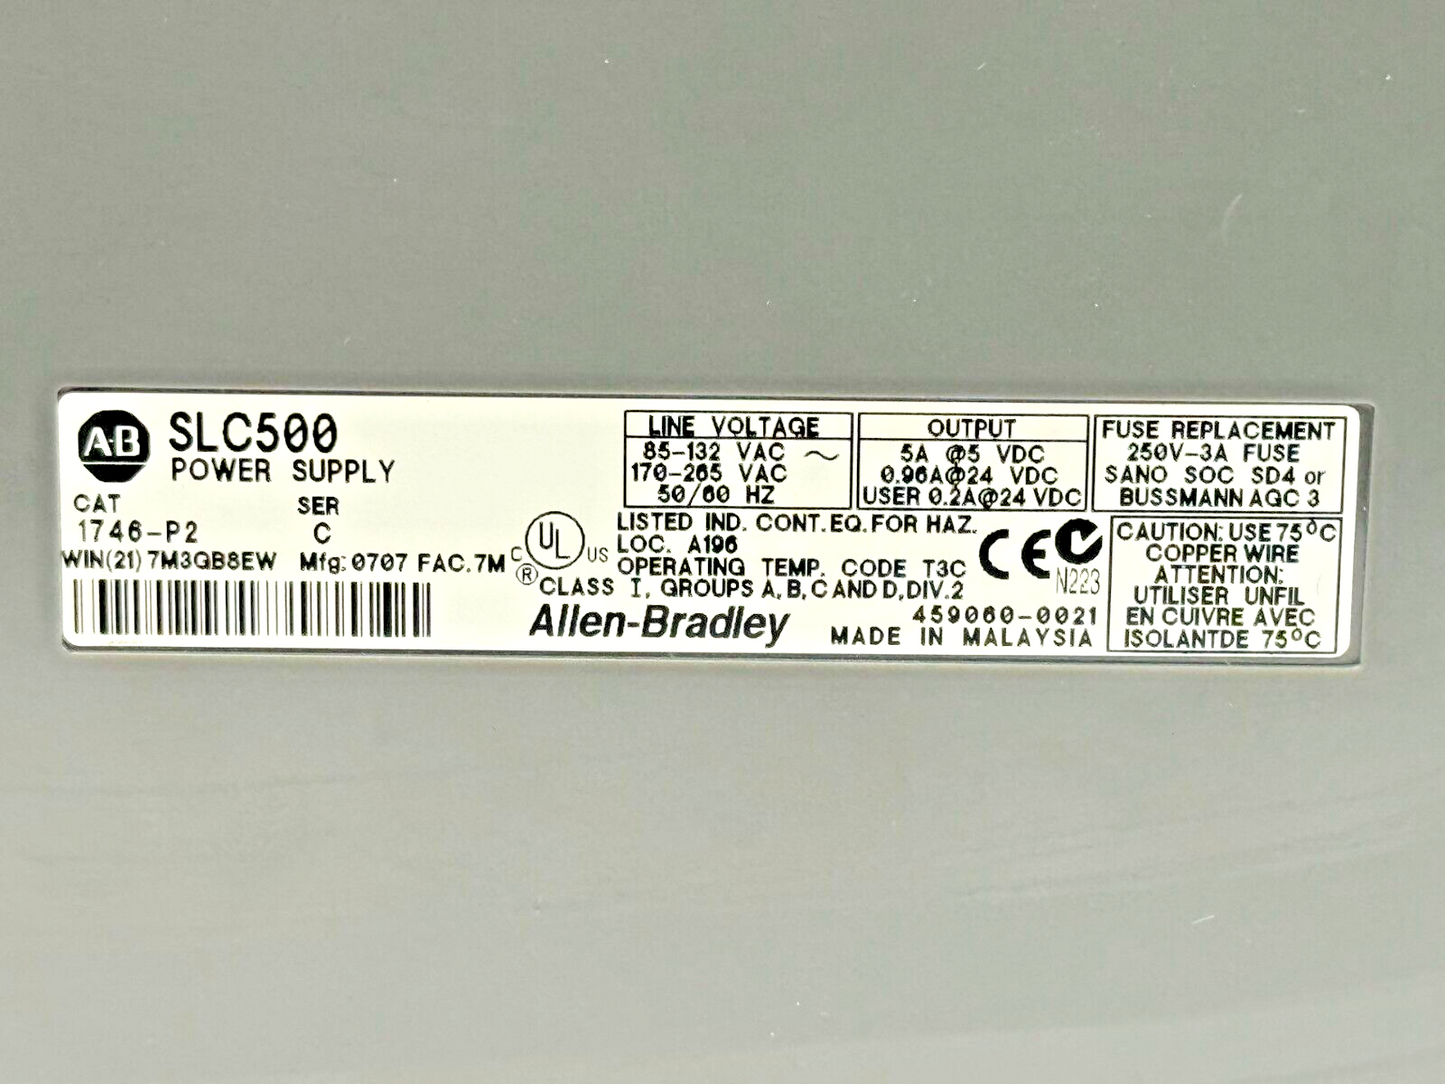 A·B
SLC500
POWER SUPPLY
CAT SER
1746-P2 C
WIN(21) 7M3QB8EW Mfg: 0707 FAC. 7M
C UL US
®
LINE VOLTAGE
85-132 VAC ~
170-265 VAC
50/60 HZ
OUTPUT
5A @5 VDC
0.96A@24 VDC
USER 0.2A@24 VDC
FUSE REPLACEMENT
250V-3A FUSE
SANO SOC SD4 or
BUSSMANN AGC 3
LISTED IND. CONT.EQ.FOR HAZ.
LOC. A196
OPERATING TEMP. CODE T3C
CLASS I, GROUPS A, B, C AND D, DIV.2
CE
N223
Allen-Bradley
459060-0021
MADE IN MALAYSIA
CAUTION: USE 75°C
COPPER WIRE
ATTENTION:
UTILISER UNFIL
EN CUIVRE AVEC
ISOLANTDE 75°C